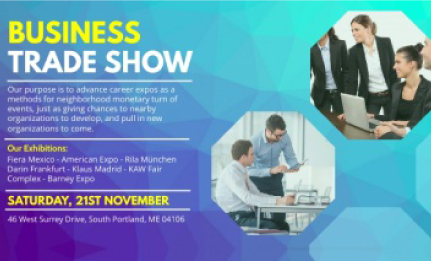 BUSINESS
TRADE SHOW
Our purpose is to advance career expos as a
methods for neighborhood monetary turn of
events, just as giving chances to nearby
organizations to develop, and pull in new
organizations to come.
Our Exhibitions:
Fiera Mexico - American Expo - Rila München
Darin Frankfurt - Klaus Madrid - KAW Fair
Complex - Barney Expo
SATURDAY, 21ST NOVEMBER
46 West Surrey Drive, South Portland, ME 04106